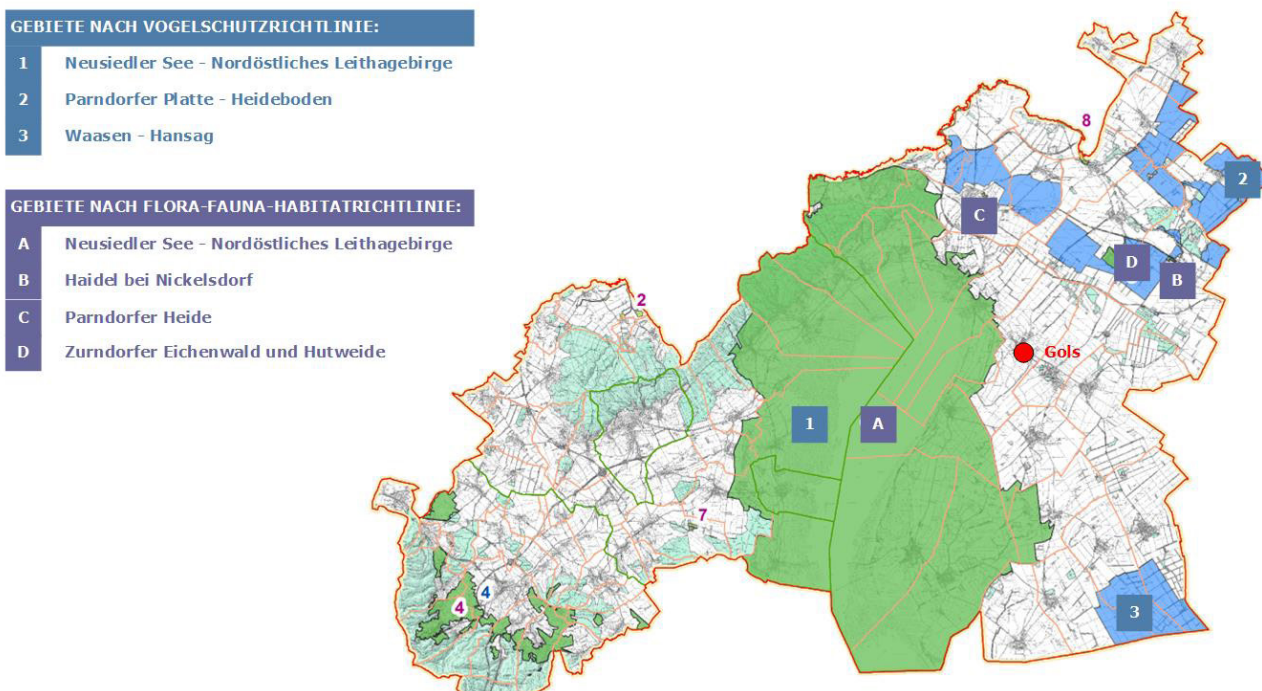 GEBIETE NACH VOGELSCHUTZRICHTLINIE:
1 Neusiedler See - Nordöstliches Leithagebirge
2 Parndorfer Platte - Heideboden
3 Waasen - Hansag
GEBIETE NACH FLORA-FAUNA-HABITATRICHTLINIE:
A Neusiedler See - Nordöstliches Leithagebirge
B Haidel bei Nickelsdorf
C Parndorfer Heide
D Zurndorfer Eichenwald und Hutweide
8
2
C
D
B
2
Gols
1
A
7
4
4
3